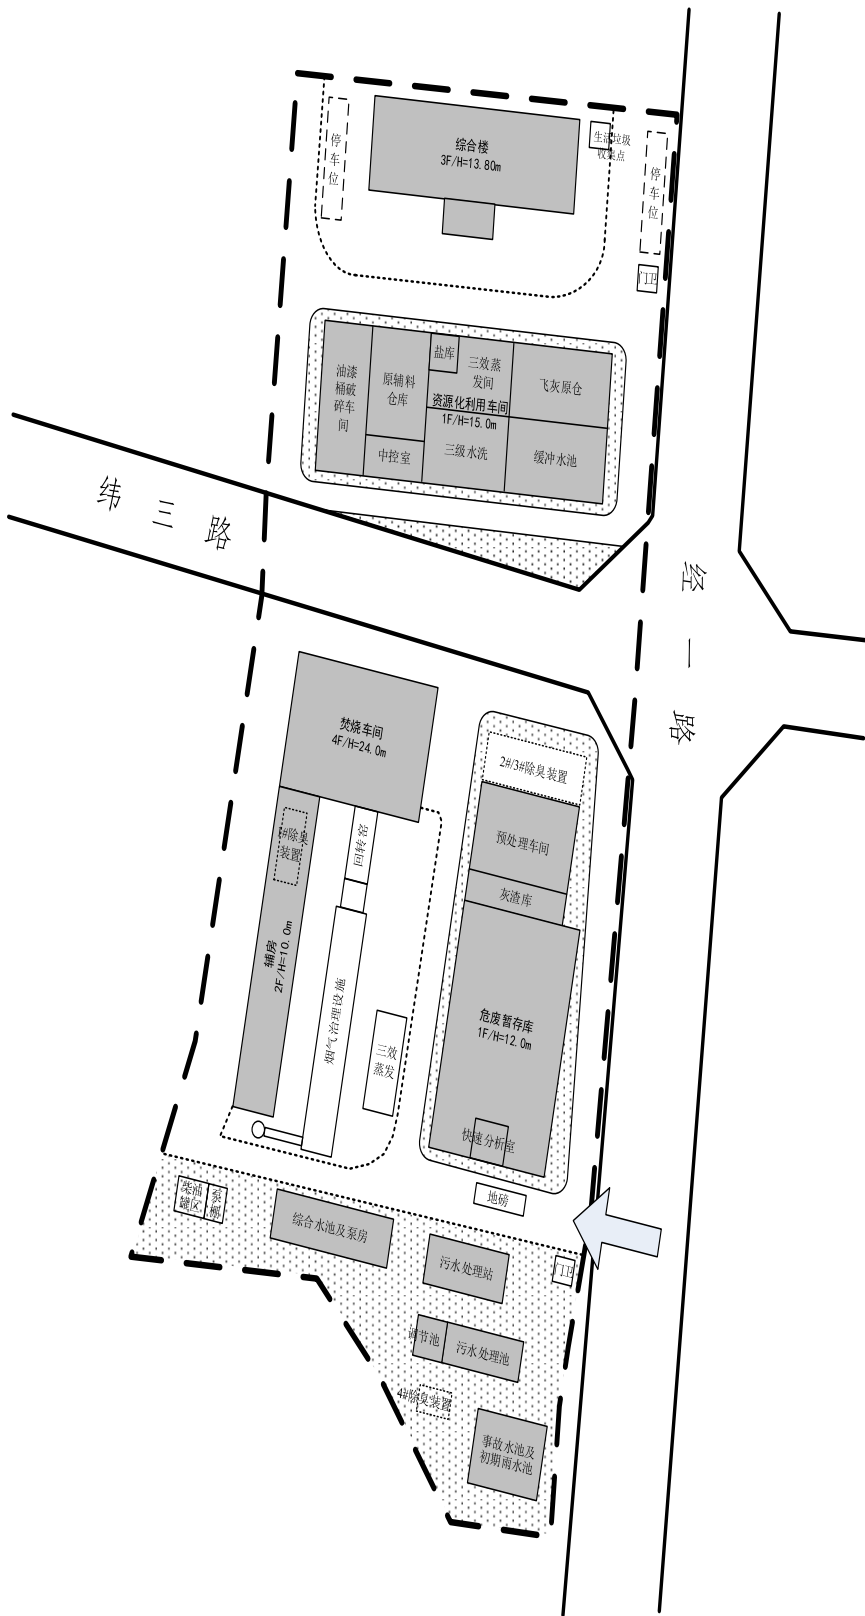 综合楼
3F/H=13.80m
生活垃圾
收集点
停车位
停车位
门卫
盐库
三效蒸
发间
油漆
桶破
碎车
间
原辅料
仓库
飞灰原仓
资源化利用车间
1F/H=15.0m
中控室
三级水洗
缓冲水池
纬三路
经一路
焚烧车间
4F/H=24.0m
2#/3#除臭装置
1#除臭
装置
回转窑
预处理车间
灰渣库
辅房
2F/H=10.0m
烟气治理设施
三效
蒸发
危废暂存库
1F/H=12.0m
快速分析室
地磅
柴油
罐区
泵棚
综合水池及泵房
污水处理站
门卫
调节池
污水处理池
4#除臭装置
事故水池及
初期雨水池